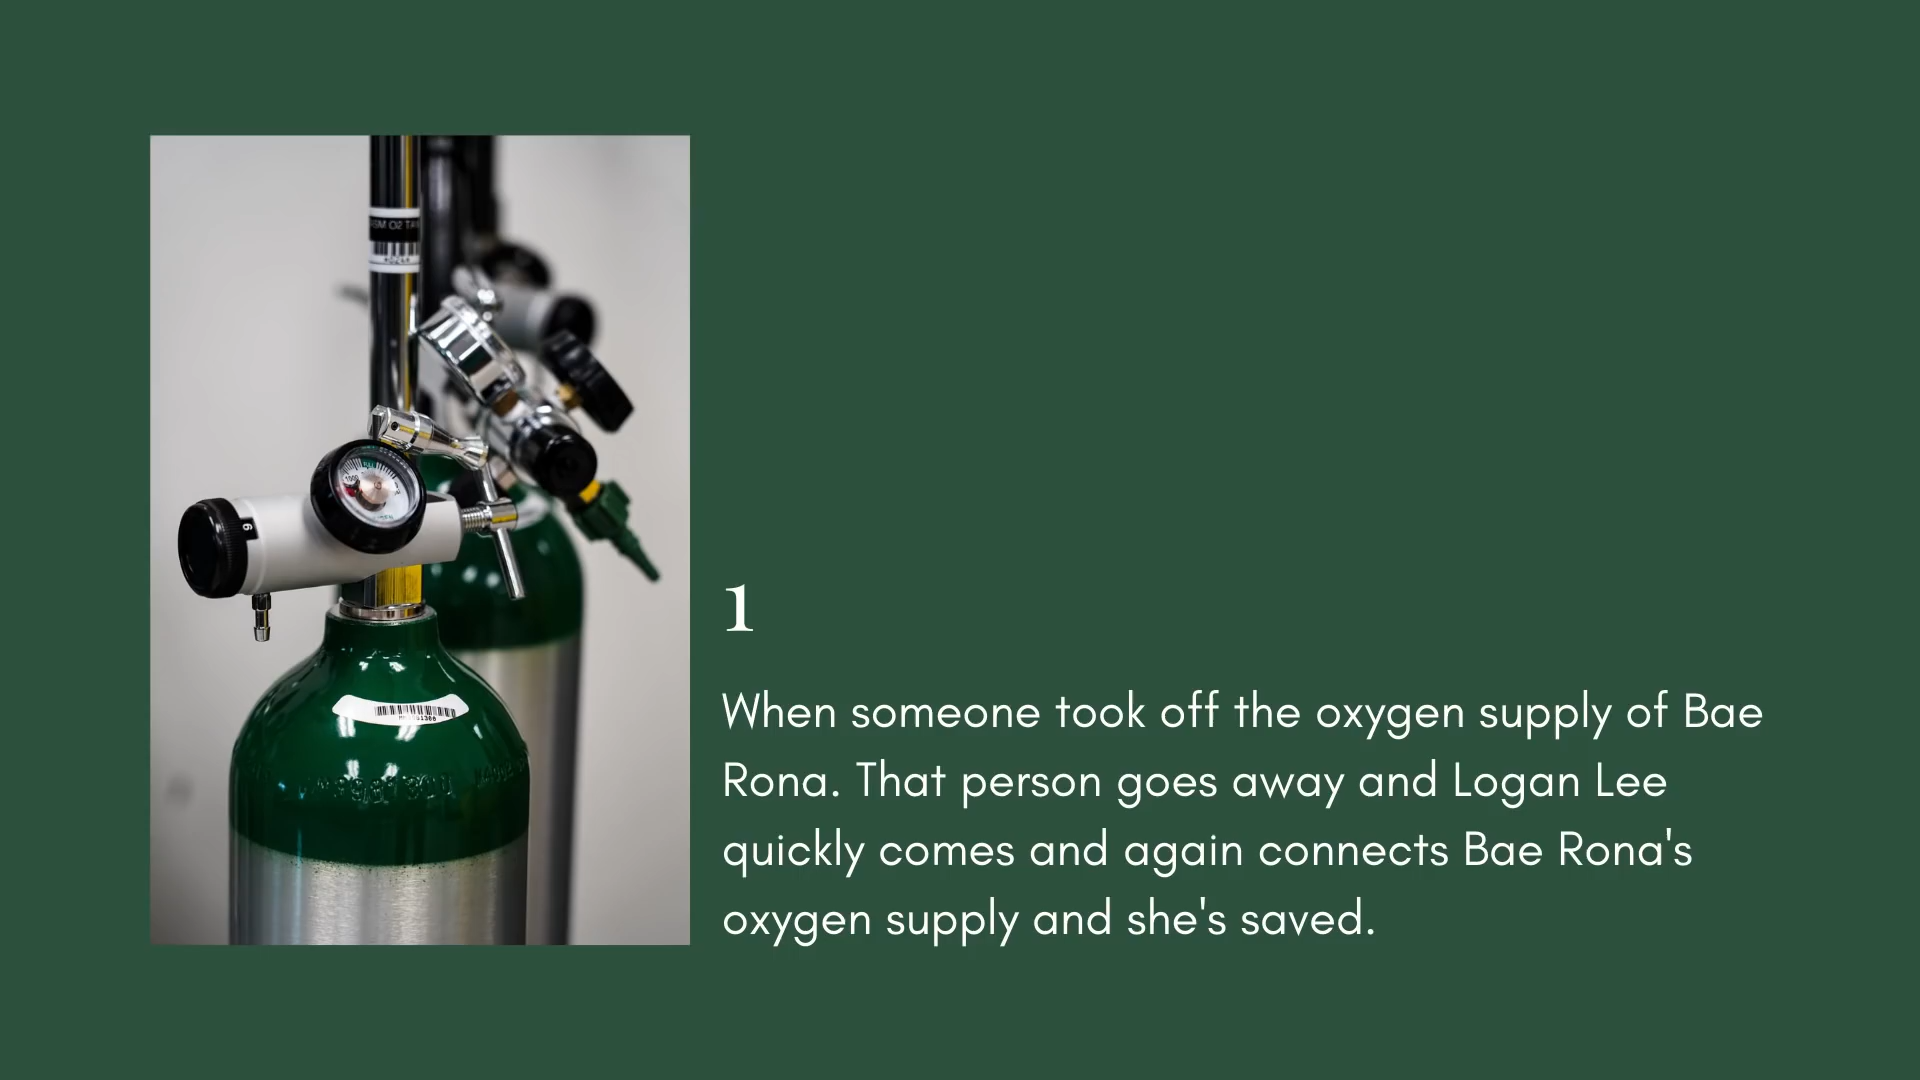 1
When someone took off the oxygen supply of Bae
Rona. That person goes away and Logan Lee
quickly comes and again connects Bae Rona's
oxygen supply and she's saved.